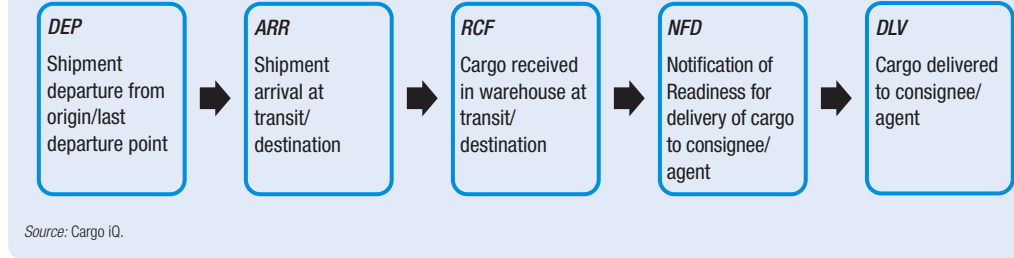 DEP
Shipment
departure from
origin/last
departure point
ARR
Shipment
arrival at
transit/
destination
RCF
Cargo received
in warehouse at
transit/
destination
NFD
Notification of
Readiness for
delivery of cargo
to consignee/
agent
DLV
Cargo delivered
to consignee/
agent
Source: Cargo iQ.